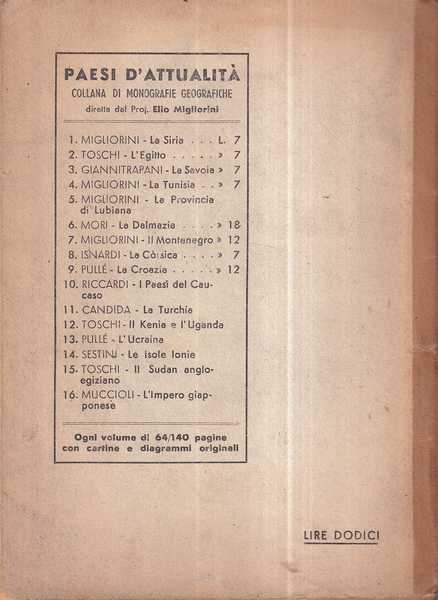 PAESI D'ATTUALITÀ
COLLANA DI MONOGRAFIE GEOGRAFICHE
diretta dal Prof. Elio Migliorini
1. MIGLIORINI - La Siria . . . L. 7
2. TOSCHI - L'Egitto . . . . . » 7
3. GIANNITRAPANI - La Savoia » 7
4. MIGLIORINI - La Tunisia . . » 7
5. MIGLIORINI - La Provincia
di Lubiana
6. MORI - La Dalmazia . . . . » 18
7. MIGLIORINI - Il Montenegro » 12
8. ISNARDI - La Còrsica . . . . » 7
9. PULLÉ - La Croazia . . . . . » 12
10. RICCARDI - I Paesi del Cau-
caso
11. CANDIDA - La Turchia
12. TOSCHI - Il Kenia e l'Uganda
13. PULLÉ - L'Ucraina
14. SESTINI - Le Isole Ionie
15. TOSCHI - Il Sudan anglo-
egiziano
16. MUCCIOLI - L'Impero giap-
ponese
Ogni volume di 64/140 pagine
con cartine e diagrammi originali
LIRE DODICI